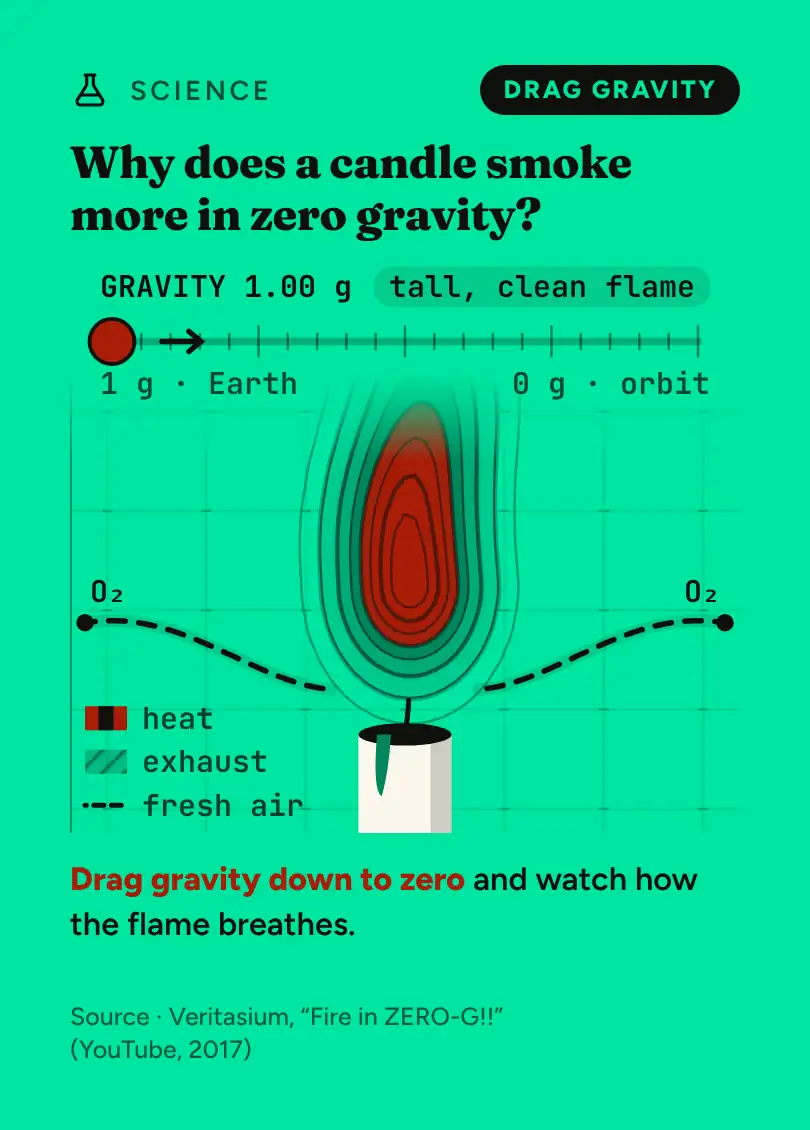 SCIENCE
DRAG GRAVITY
Why does a candle smoke
more in zero gravity?
GRAVITY 1.00 g
tall, clean flame
1 g · Earth
0 g · orbit
O₂
O₂
heat
exhaust
fresh air
Drag gravity down to zero and watch how
the flame breathes.
Source · Veritasium, “Fire in ZERO-G!!”
(YouTube, 2017)